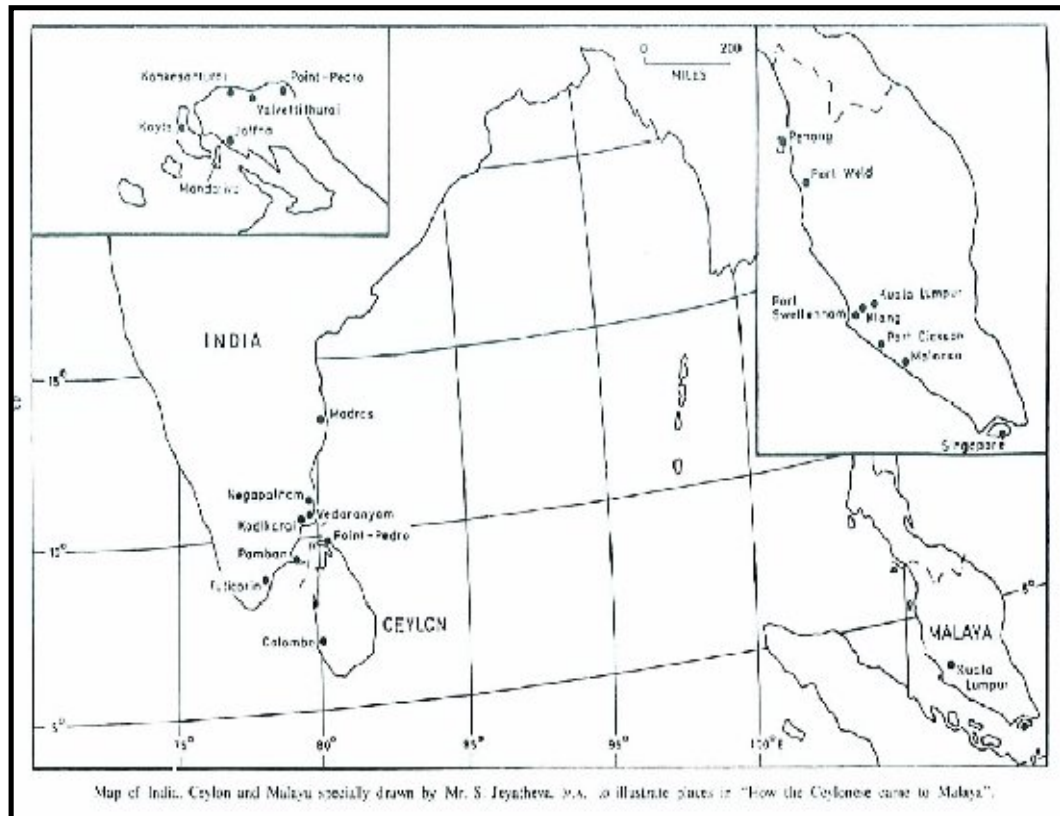 Kankesanturai
Point-Pedro
Valvettithurai
Kayts
Jaffna
Mandativu
0 200
MILES
Penang
Port Weld
Kuala Lumpur
Port
Swettenham
Klang
Port Dickson
Malacca
Singapore
INDIA
15°
Madras
Negapatnam
Vedaranyam
Kodikarai
Point-Pedro
10°
Pamban
Tuticorin
CEYLON
Colombo
MALAYA
Kuala
Lumpur
5°
5°
0°
75°
80°
95°
100°E
Map of India, Ceylon and Malaya specially drawn by Mr. S. Jeyatheva, M.A. to illustrate places in "How the Ceylonese came to Malaya".